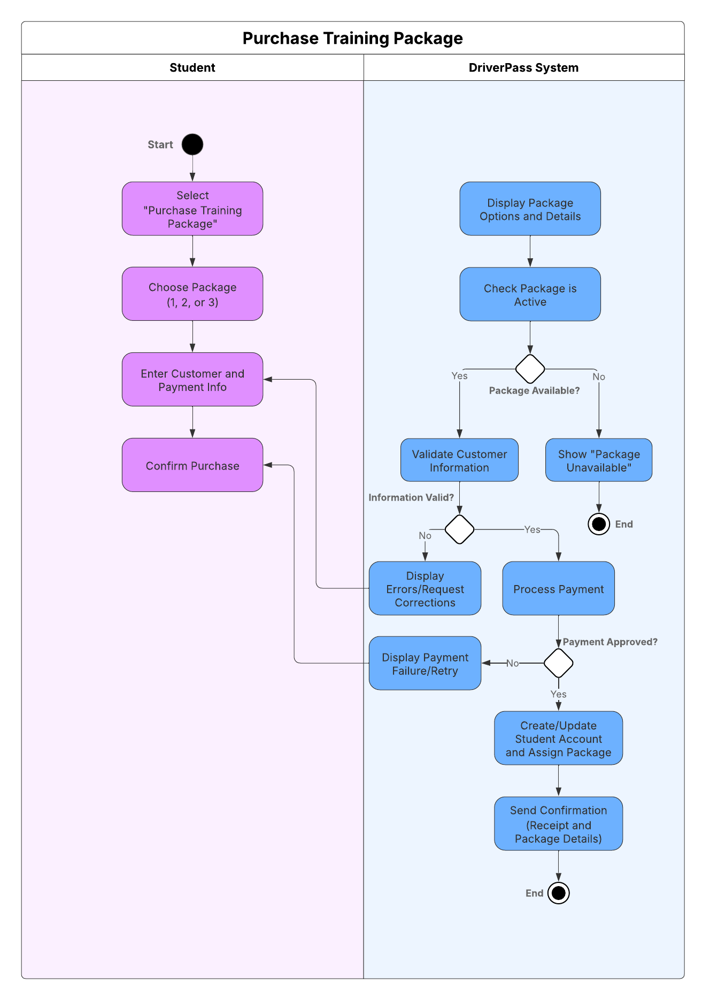 Purchase Training Package
Student
DriverPass System
Start
Select
"Purchase Training
Package"
Choose Package
(1, 2, or 3)
Enter Customer and
Payment Info
Confirm Purchase
Display Package
Options and Details
Check Package is
Active
Yes
No
Package Available?
Validate Customer
Information
Show "Package
Unavailable"
Information Valid?
End
No
Yes
Display
Errors/Request
Corrections
Process Payment
Payment Approved?
Display Payment
Failure/Retry
No
Yes
Create/Update
Student Account
and Assign Package
Send Confirmation
(Receipt and
Package Details)
End